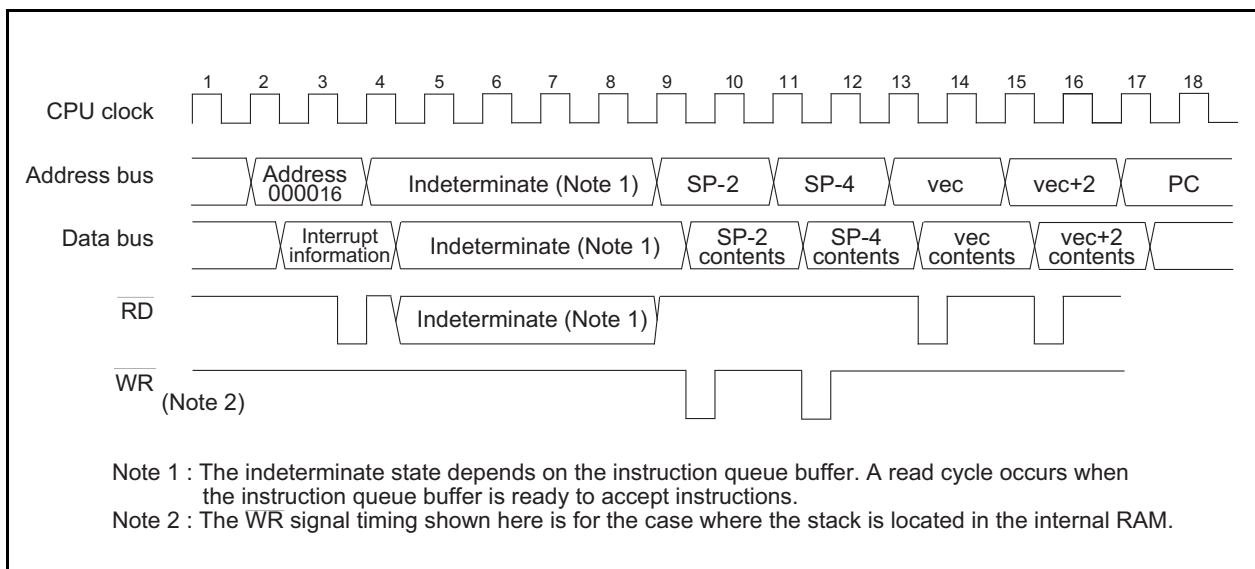 1 2 3 4 5 6 7 8 9 10 11 12 13 14 15 16 17 18
CPU clock
Address bus
Address
000016
Indeterminate (Note 1)
SP-2
SP-4
vec
vec+2
PC
Data bus
Interrupt
information
Indeterminate (Note 1)
SP-2
contents
SP-4
contents
vec
contents
vec+2
contents
RD
Indeterminate (Note 1)
WR
(Note 2)
Note 1 : The indeterminate state depends on the instruction queue buffer. A read cycle occurs when
the instruction queue buffer is ready to accept instructions.
Note 2 : The WR signal timing shown here is for the case where the stack is located in the internal RAM.